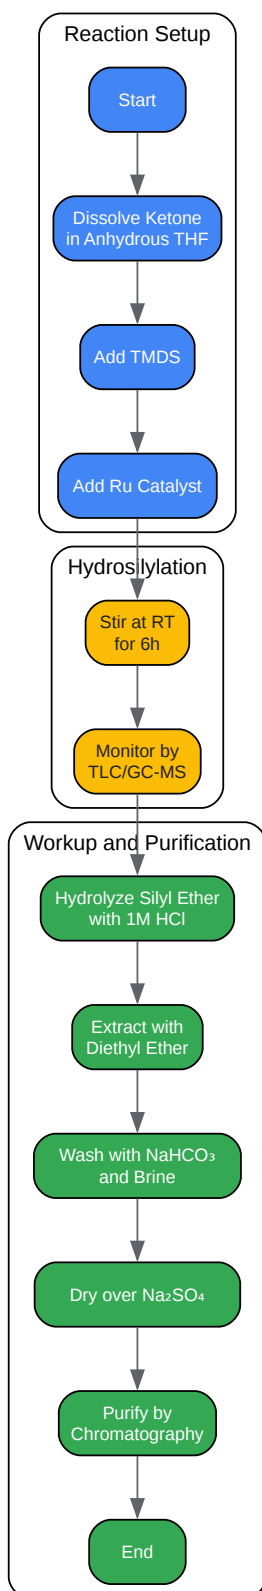 Reaction Setup
Start
Dissolve Ketone
in Anhydrous THF
Add TMDS
Add Ru Catalyst
Hydrosilylation
Stir at RT
for 6h
Monitor by
TLC/GC-MS
Workup and Purification
Hydrolyze Silyl Ether
with 1M HCl
Extract with
Diethyl Ether
Wash with NaHCO₃
and Brine
Dry over Na₂SO₄
Purify by
Chromatography
End